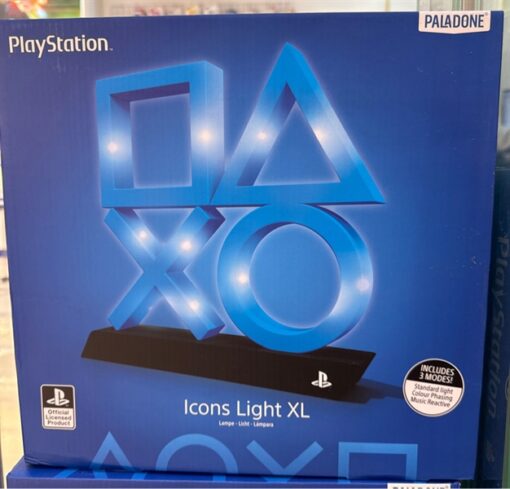 PALADONE
PlayStation
INCLUDES
3 MODES!
Standard light
Colour Phasing
Music Reactive
Official
Licensed
Product
Icons Light XL
Lampe - Licht - Lámpara
PlayStation
PALADONE